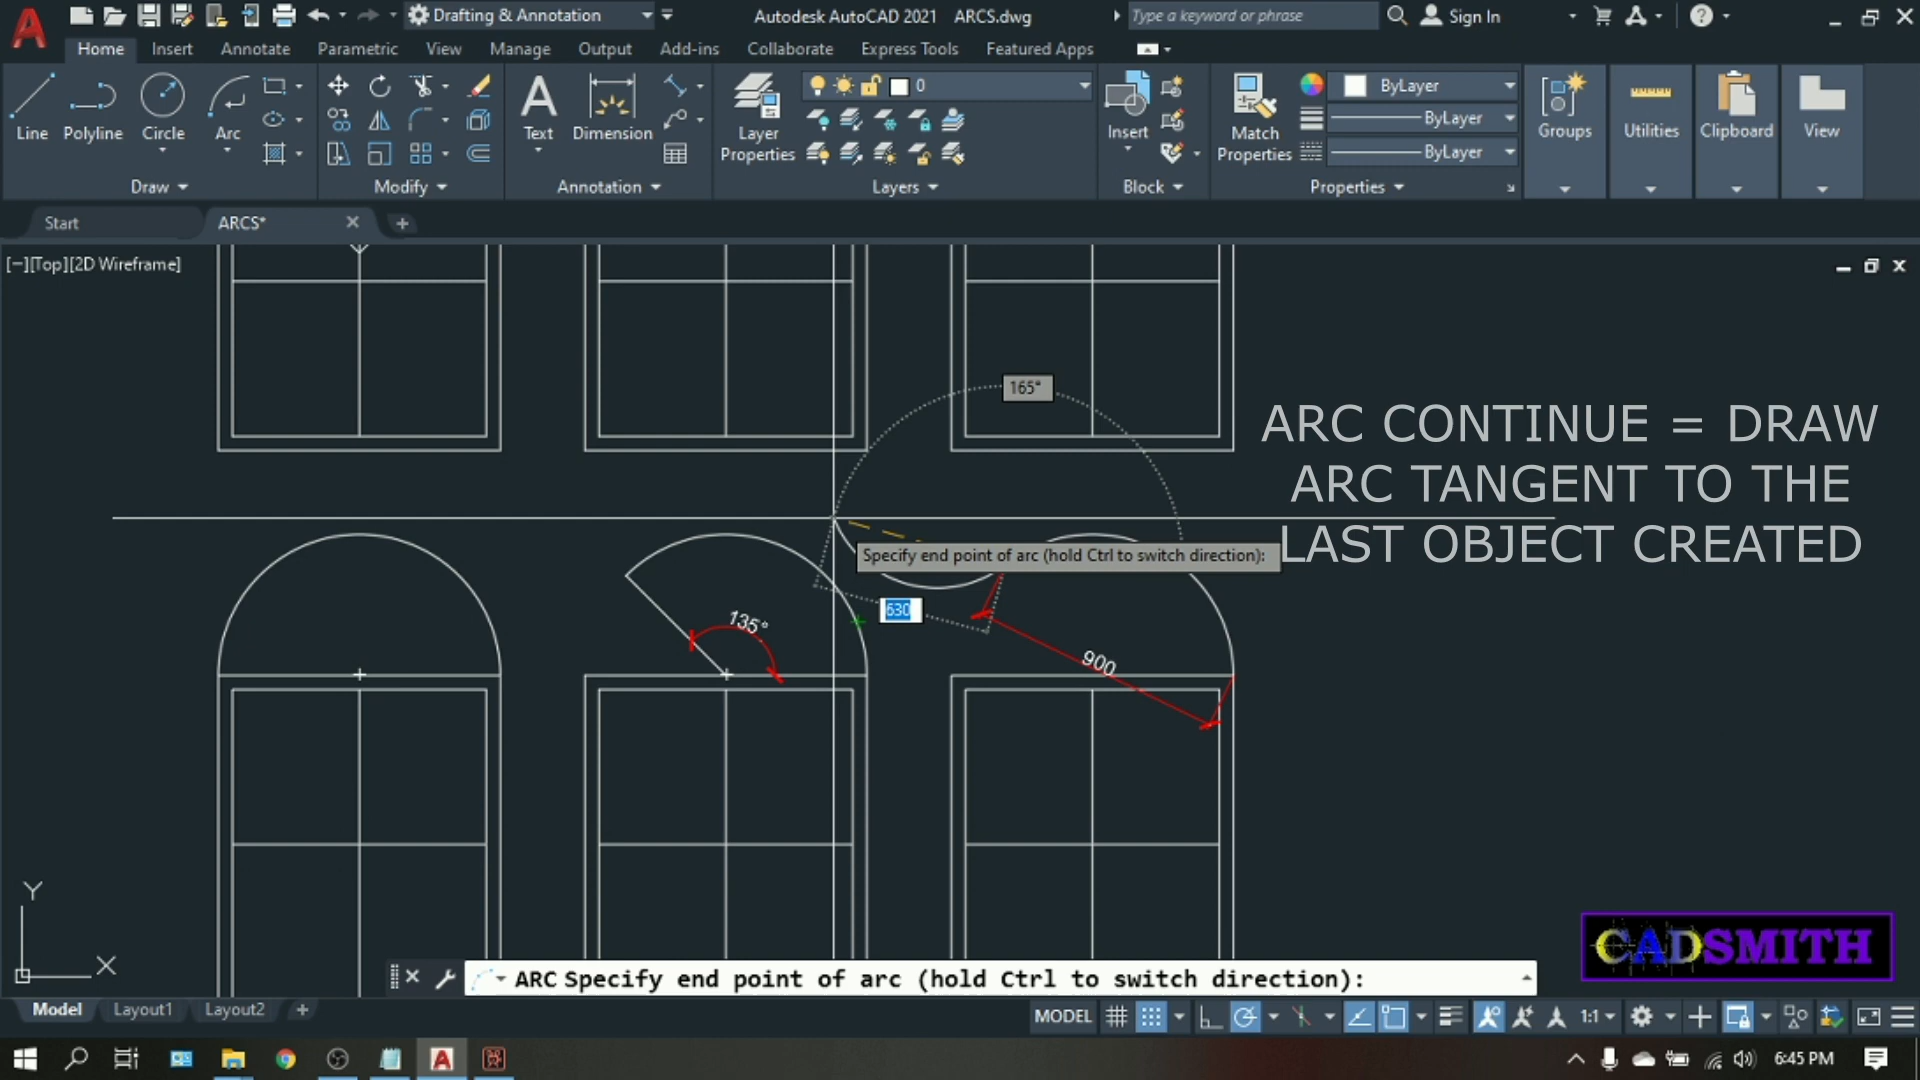 Drafting & Annotation
Autodesk AutoCAD 2021 ARCS.dwg
Type a keyword or phrase
Sign In
Home Insert Annotate Parametric View Manage Output Add-ins Collaborate Express Tools Featured Apps
Line
Polyline
Circle
Arc
Text
Dimension
Layer
Properties
0
Insert
Match
Properties
ByLayer
ByLayer
ByLayer
Groups
Utilities
Clipboard
View
Draw
Modify
Annotation
Layers
Block
Properties
Start
ARCS*
[−][Top][2D Wireframe]
165°
ARC CONTINUE = DRAW
ARC TANGENT TO THE
LAST OBJECT CREATED
Specify end point of arc (hold Ctrl to switch direction):
630
135°
900
Y
X
CADSMITH
ARC Specify end point of arc (hold Ctrl to switch direction):
Model Layout1 Layout2
MODEL
1:1
6:45 PM